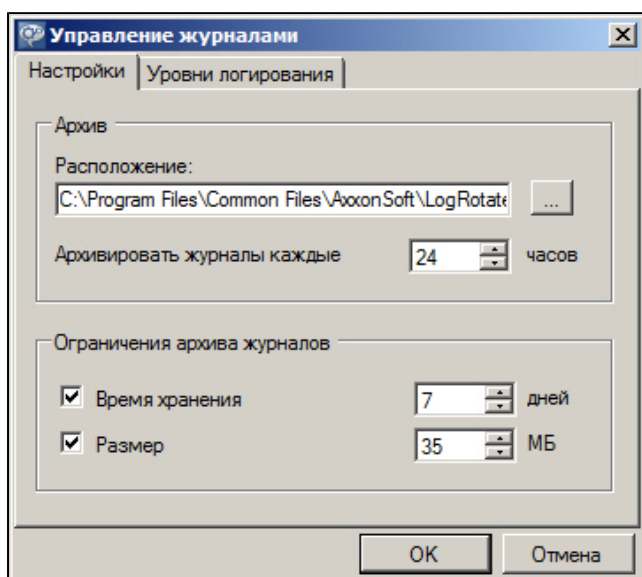 Управление журналами
Настройки Уровни логирования
Архив
Расположение:
C:\Program Files\Common Files\AxxonSoft\LogRotate ...
Архивировать журналы каждые 24 часов
Ограничения архива журналов
Время хранения 7 дней
Размер 35 МБ
OK Отмена